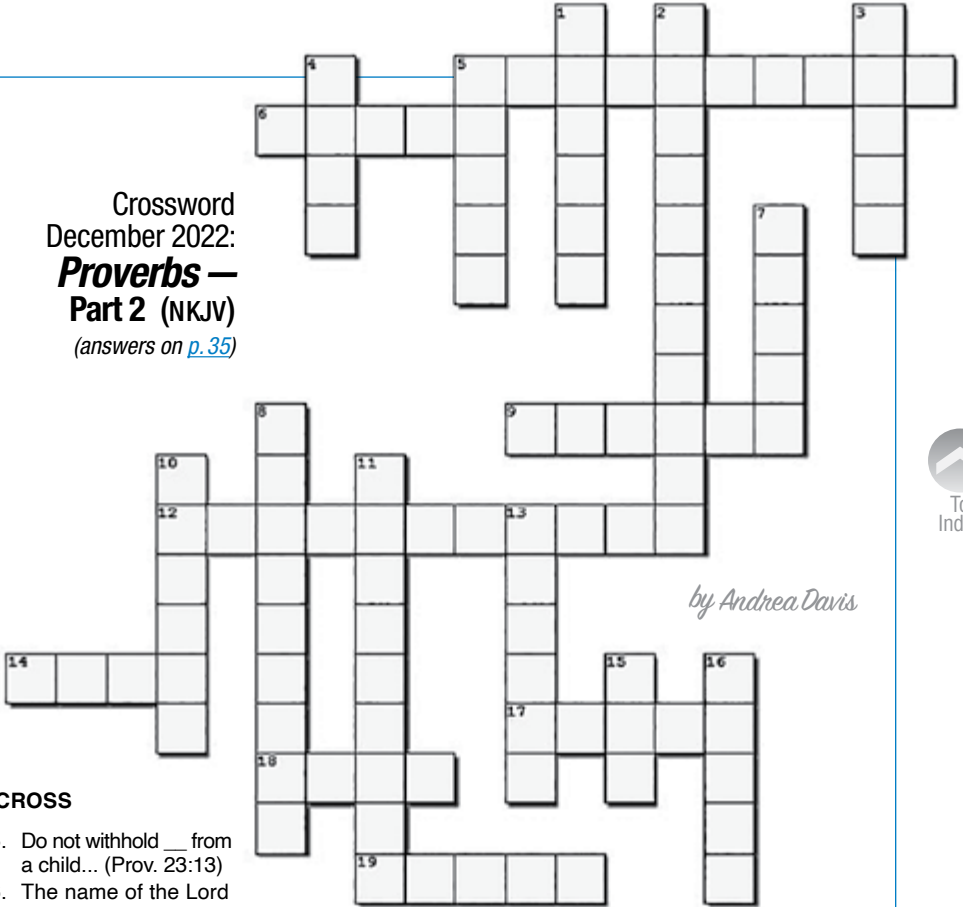 1
2
3
4
5
6
Crossword
December 2022:
Proverbs —
Part 2 (NKJV)
(answers on p. 35)
7
8
9
10
11
12
13
by Andrea Davis
14
15
16
17
18
19
CROSS
. Do not withhold __ from
a child... (Prov. 23:13)
. The name of the Lord